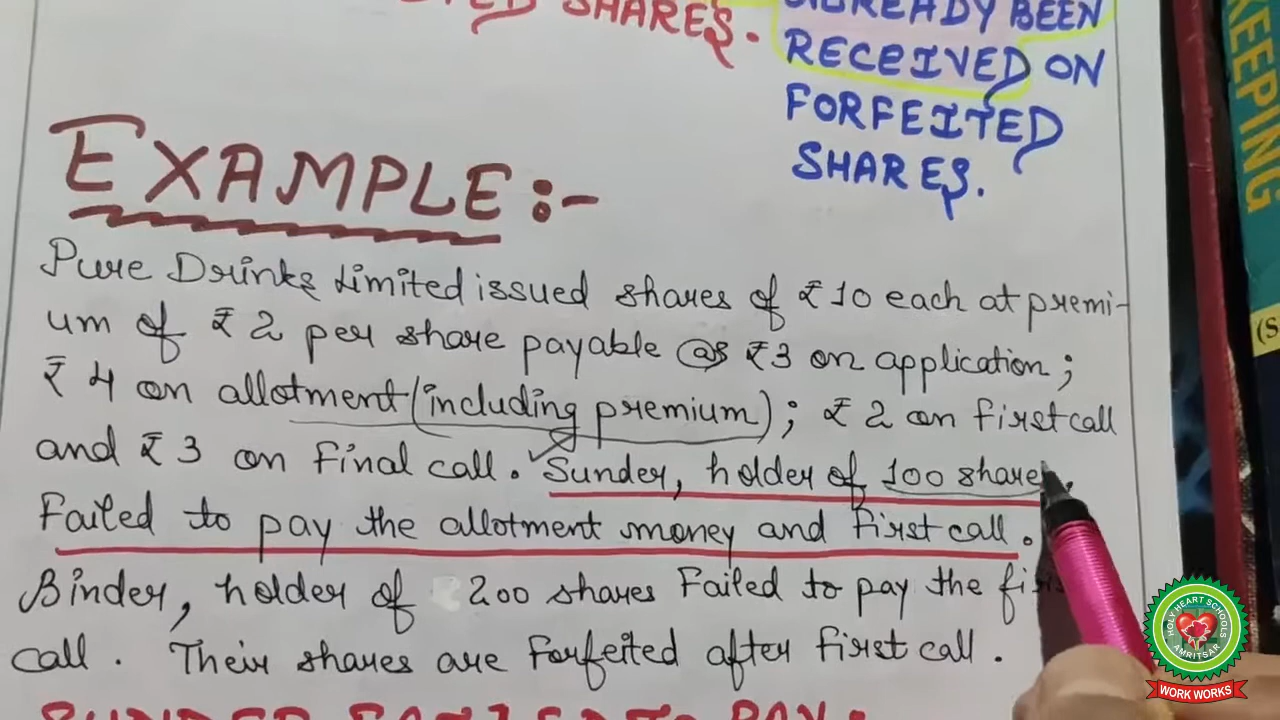 SHARES.
ALREADY BEEN
RECEIVED ON
FORFEITED
SHARES.
EXAMPLE:-
Pure Drinks Limited issued shares of ₹10 each at premi-
um of ₹2 per share payable as ₹3 on application;
₹4 on allotment (including premium); ₹2 on first call
and ₹3 on Final call. Sunder, holder of 100 shares,
Failed to pay the allotment money and First call.
Binder, holder of 200 shares Failed to pay the first
call. Their shares are Forfeited after first call.
KEEPING
(S
HOLY HEART SCHOOLS
AMRITSAR
WORK WORKS